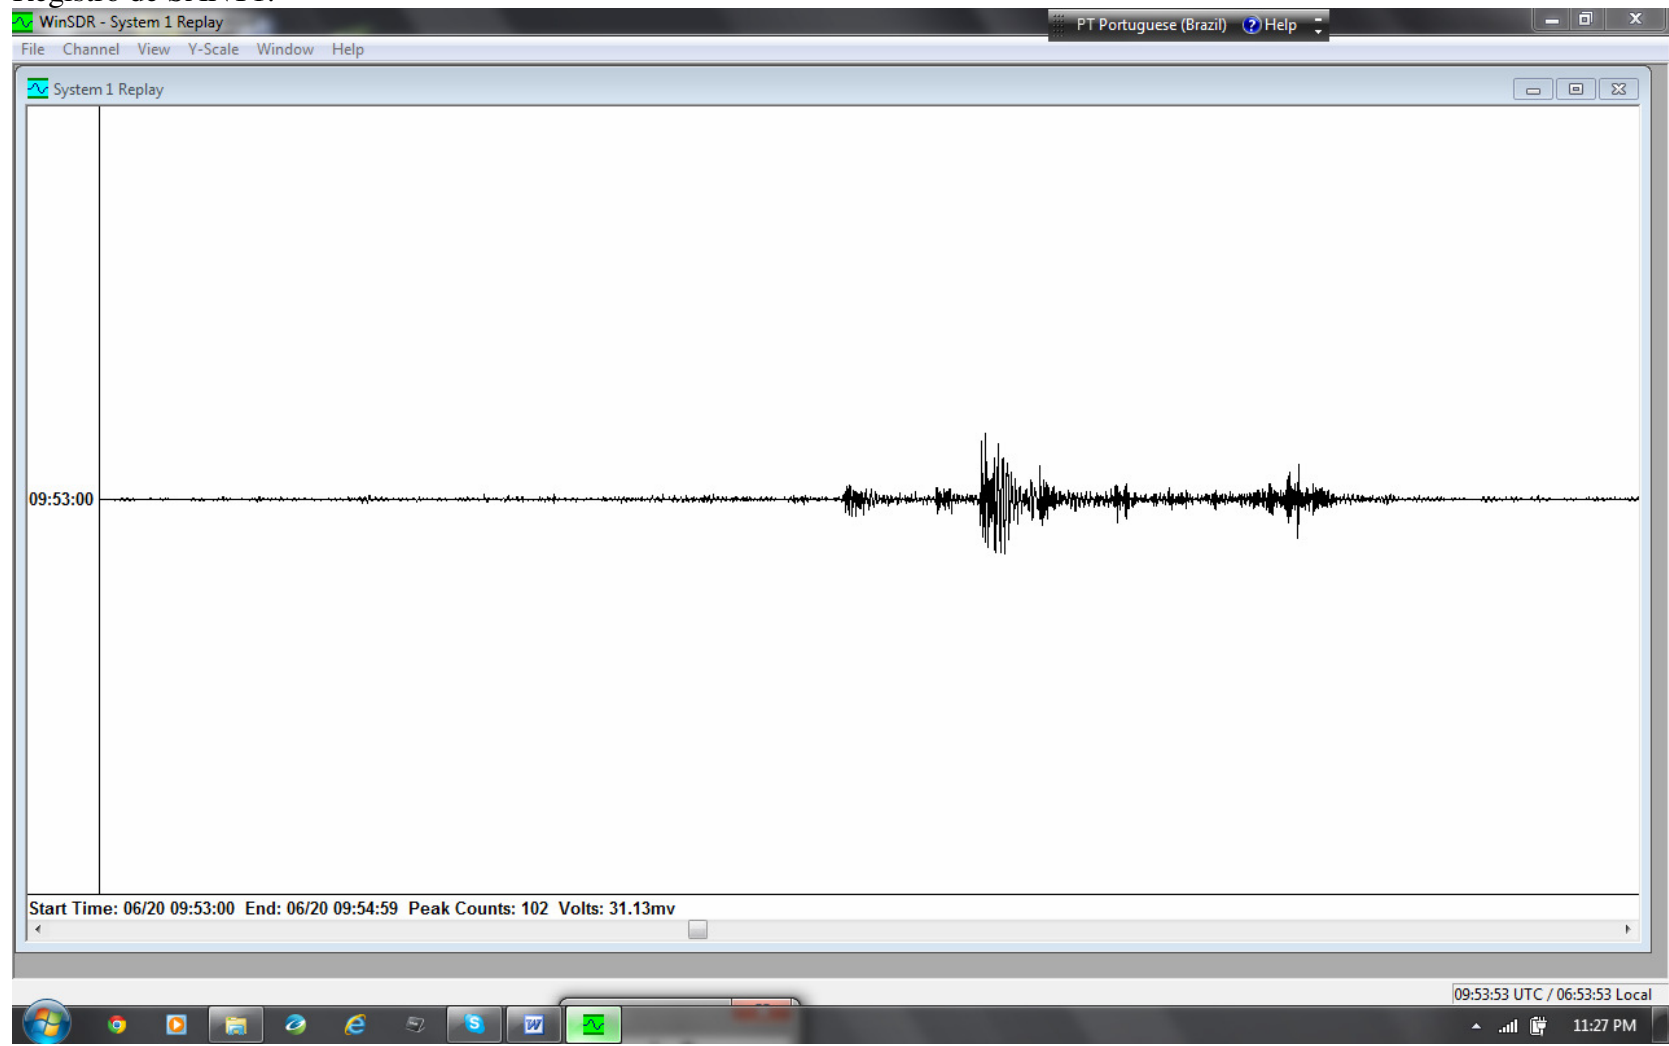 Registro de
WinSDR - System 1 Replay
PT Portuguese (Brazil) Help
File Channel View Y-Scale Window Help
System 1 Replay
09:53:00
Start Time: 06/20 09:53:00 End: 06/20 09:54:59 Peak Counts: 102 Volts: 31.13mv
09:53:53 UTC / 06:53:53 Local
11:27 PM